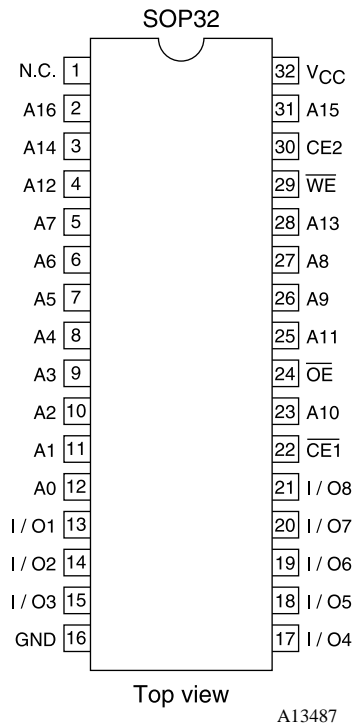 SOP32
N.C. 1 32 VCC
A16 2 31 A15
A14 3 30 CE2
A12 4 29 W̅E̅
A7 5 28 A13
A6 6 27 A8
A5 7 26 A9
A4 8 25 A11
A3 9 24 O̅E̅
A2 10 23 A10
A1 11 22 C̅E̅1̅
A0 12 21 I / O8
I / O1 13 20 I / O7
I / O2 14 19 I / O6
I / O3 15 18 I / O5
GND 16 17 I / O4
Top view
A13487